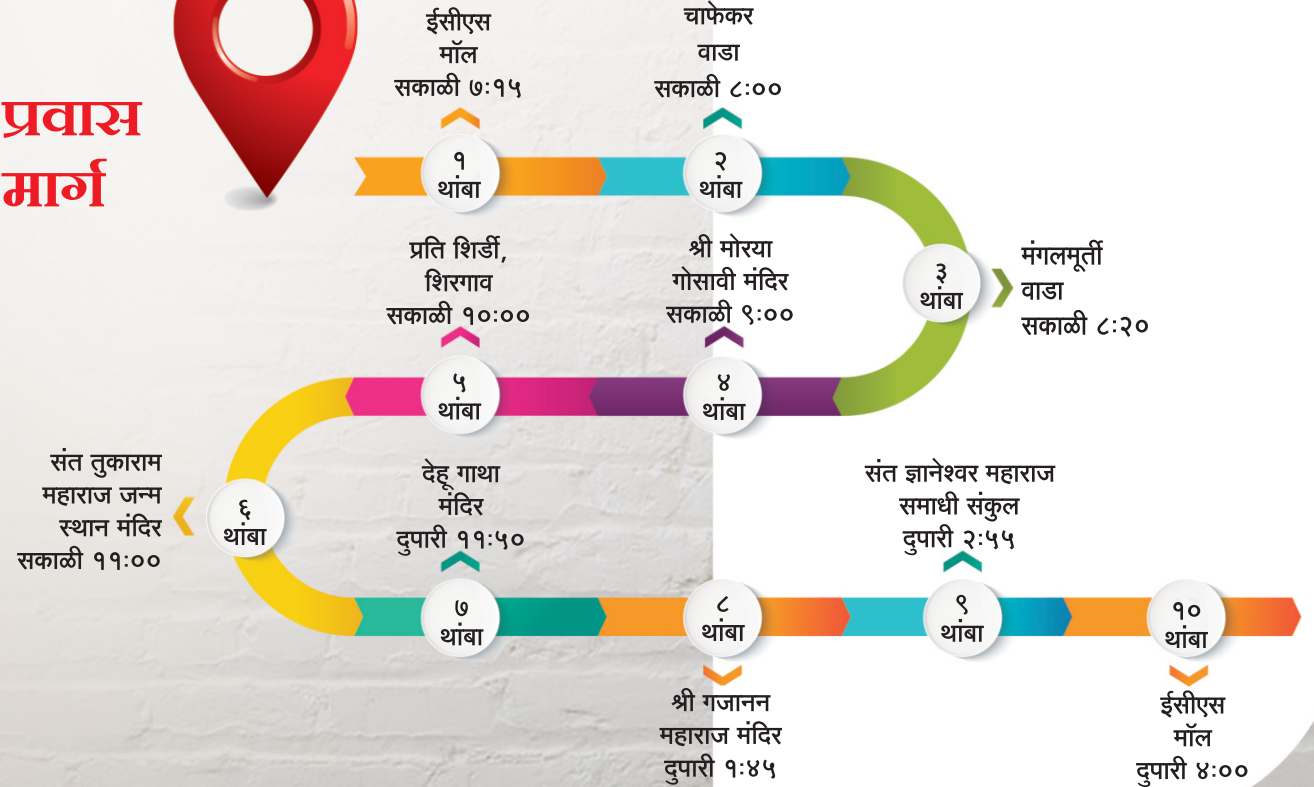 प्रवास
मार्ग
ईसीएस
मॉल
सकाळी ७:१५
१
थांबा
चाफेकर
वाडा
सकाळी ८:००
२
थांबा
मंगलमूर्ती
वाडा
सकाळी ८:२०
३
थांबा
श्री मोरया
गोसावी मंदिर
सकाळी ९:००
४
थांबा
प्रति शिर्डी,
शिरगाव
सकाळी १०:००
५
थांबा
संत तुकाराम
महाराज जन्म
स्थान मंदिर
सकाळी ११:००
६
थांबा
देहू गाथा
मंदिर
दुपारी ११:५०
७
थांबा
८
थांबा
श्री गजानन
महाराज मंदिर
दुपारी १:४५
संत ज्ञानेश्वर महाराज
समाधी संकुल
दुपारी २:५५
९
थांबा
१०
थांबा
ईसीएस
मॉल
दुपारी ४:००